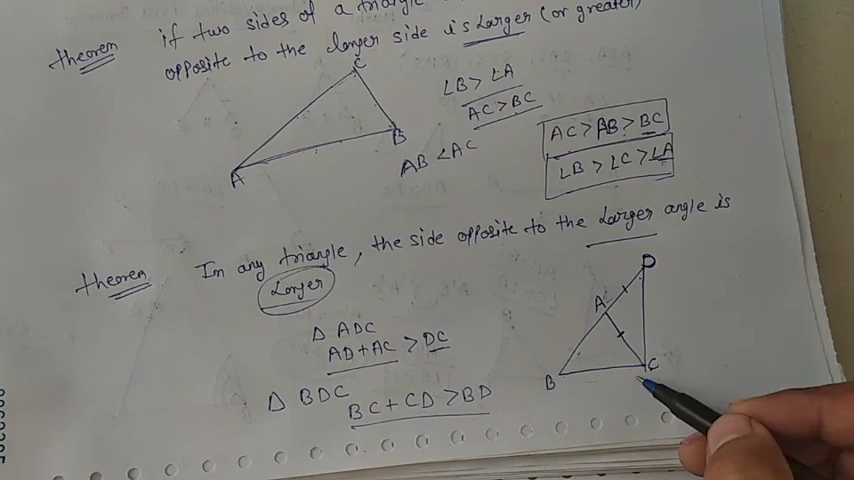 theorem if two sides of a triangle
opposite to the longer side is Larger (or greater)
C
∠B > ∠A
AC > BC
B
A
AB < AC
AC > AB > BC
∠B > ∠C > ∠A
theorem In any triangle, the side opposite to the Larger angle is
Longer
D
A
Δ ADC
AD + AC > DC
C
B
Δ BDC
BC + CD > BD